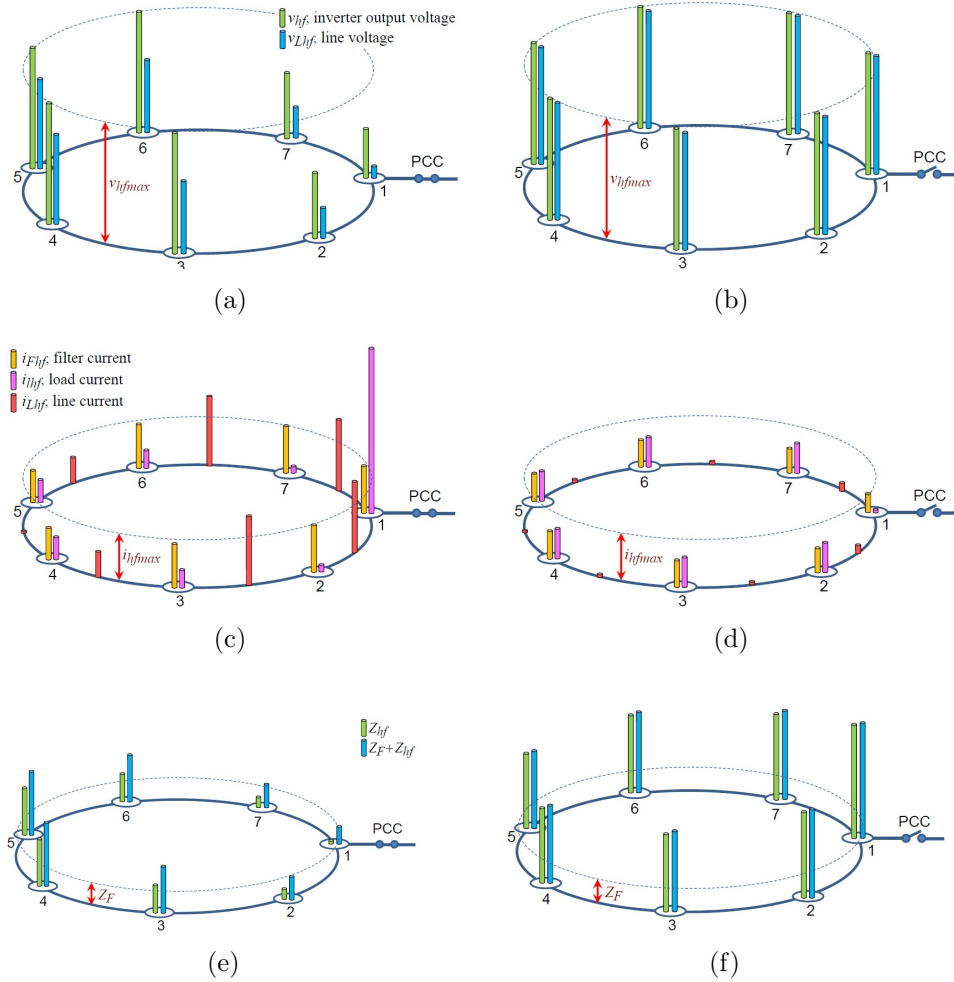 v_hf, inverter output voltage
v_Lhf, line voltage
6
7
5
PCC
1
v_hfmax
4
2
3
(a)
6
7
5
PCC
1
v_hfmax
4
2
3
(b)
i_Fhf, filter current
i_lhf, load current
i_Lhf, line current
6
7
5
PCC
1
i_hfmax
4
2
3
(c)
6
7
5
PCC
1
i_hfmax
4
2
3
(d)
Z_hf
Z_F+Z_hf
6
7
5
PCC
1
4
Z_F
2
3
(e)
6
7
5
PCC
1
4
Z_F
2
3
(f)